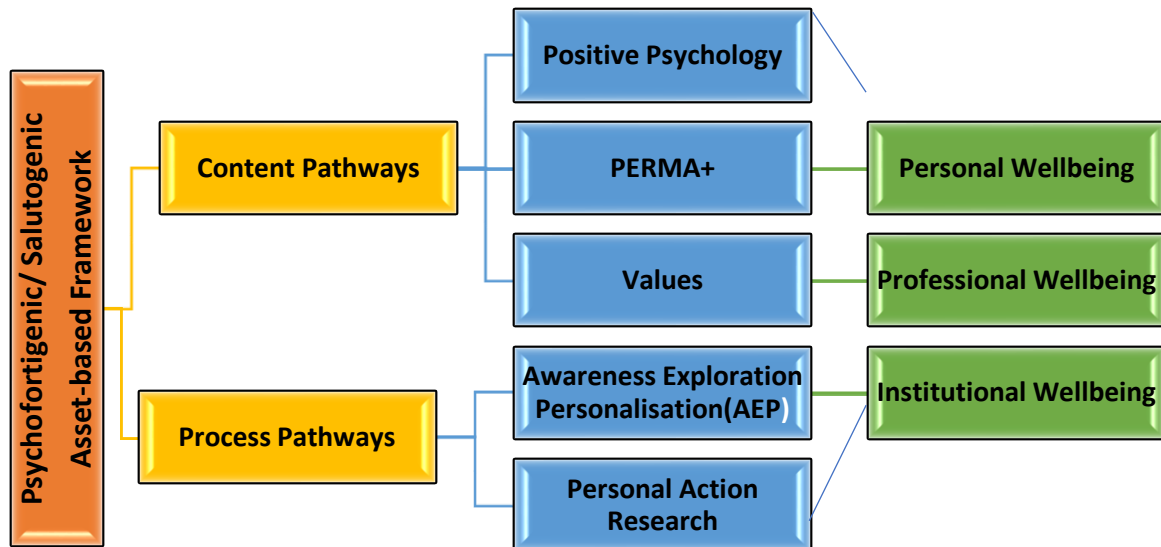 Psychofortigenic/ Salutogenic
Asset-based Framework
Content Pathways
Process Pathways
Positive Psychology
PERMA+
Values
Awareness Exploration
Personalisation(AEP)
Personal Action
Research
Personal Wellbeing
Professional Wellbeing
Institutional Wellbeing